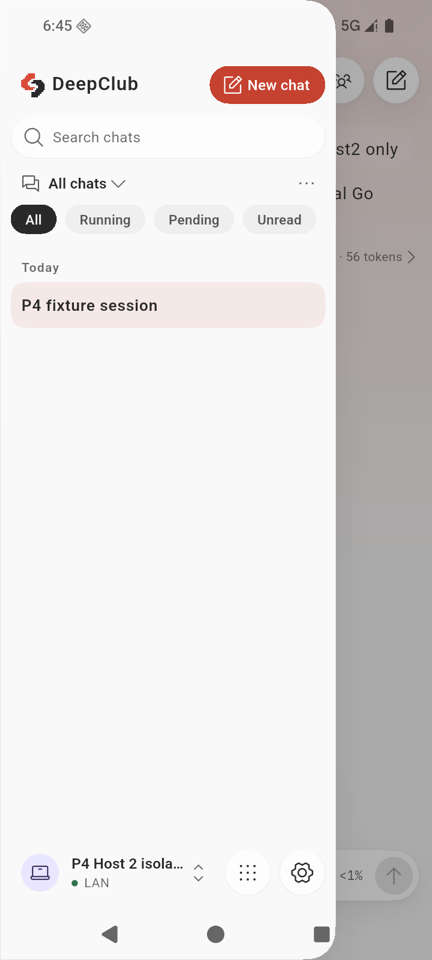 6:45
5G
DeepClub
New chat
Search chats
st2 only
All chats
al Go
All
Running
Pending
Unread
· 56 tokens
Today
P4 fixture session
P4 Host 2 isola...
LAN
<1%